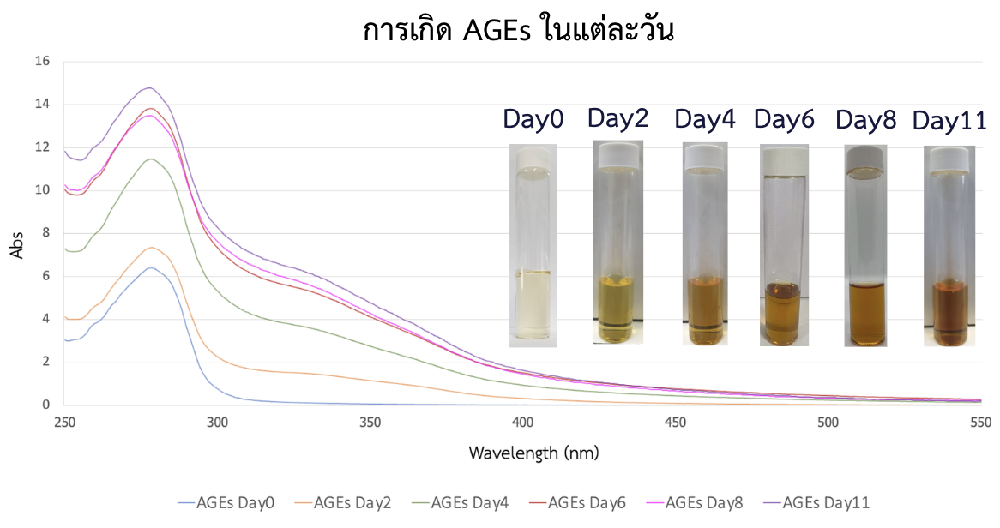 การเกิด AGEs ในแต่ละวัน
16
14
12
10
8
6
4
2
0
Abs
Day0 Day2 Day4 Day6 Day8 Day11
250 300 350 400 450 500 550
Wavelength (nm)
AGEs Day0 AGEs Day2 AGEs Day4 AGEs Day6 AGEs Day8 AGEs Day11